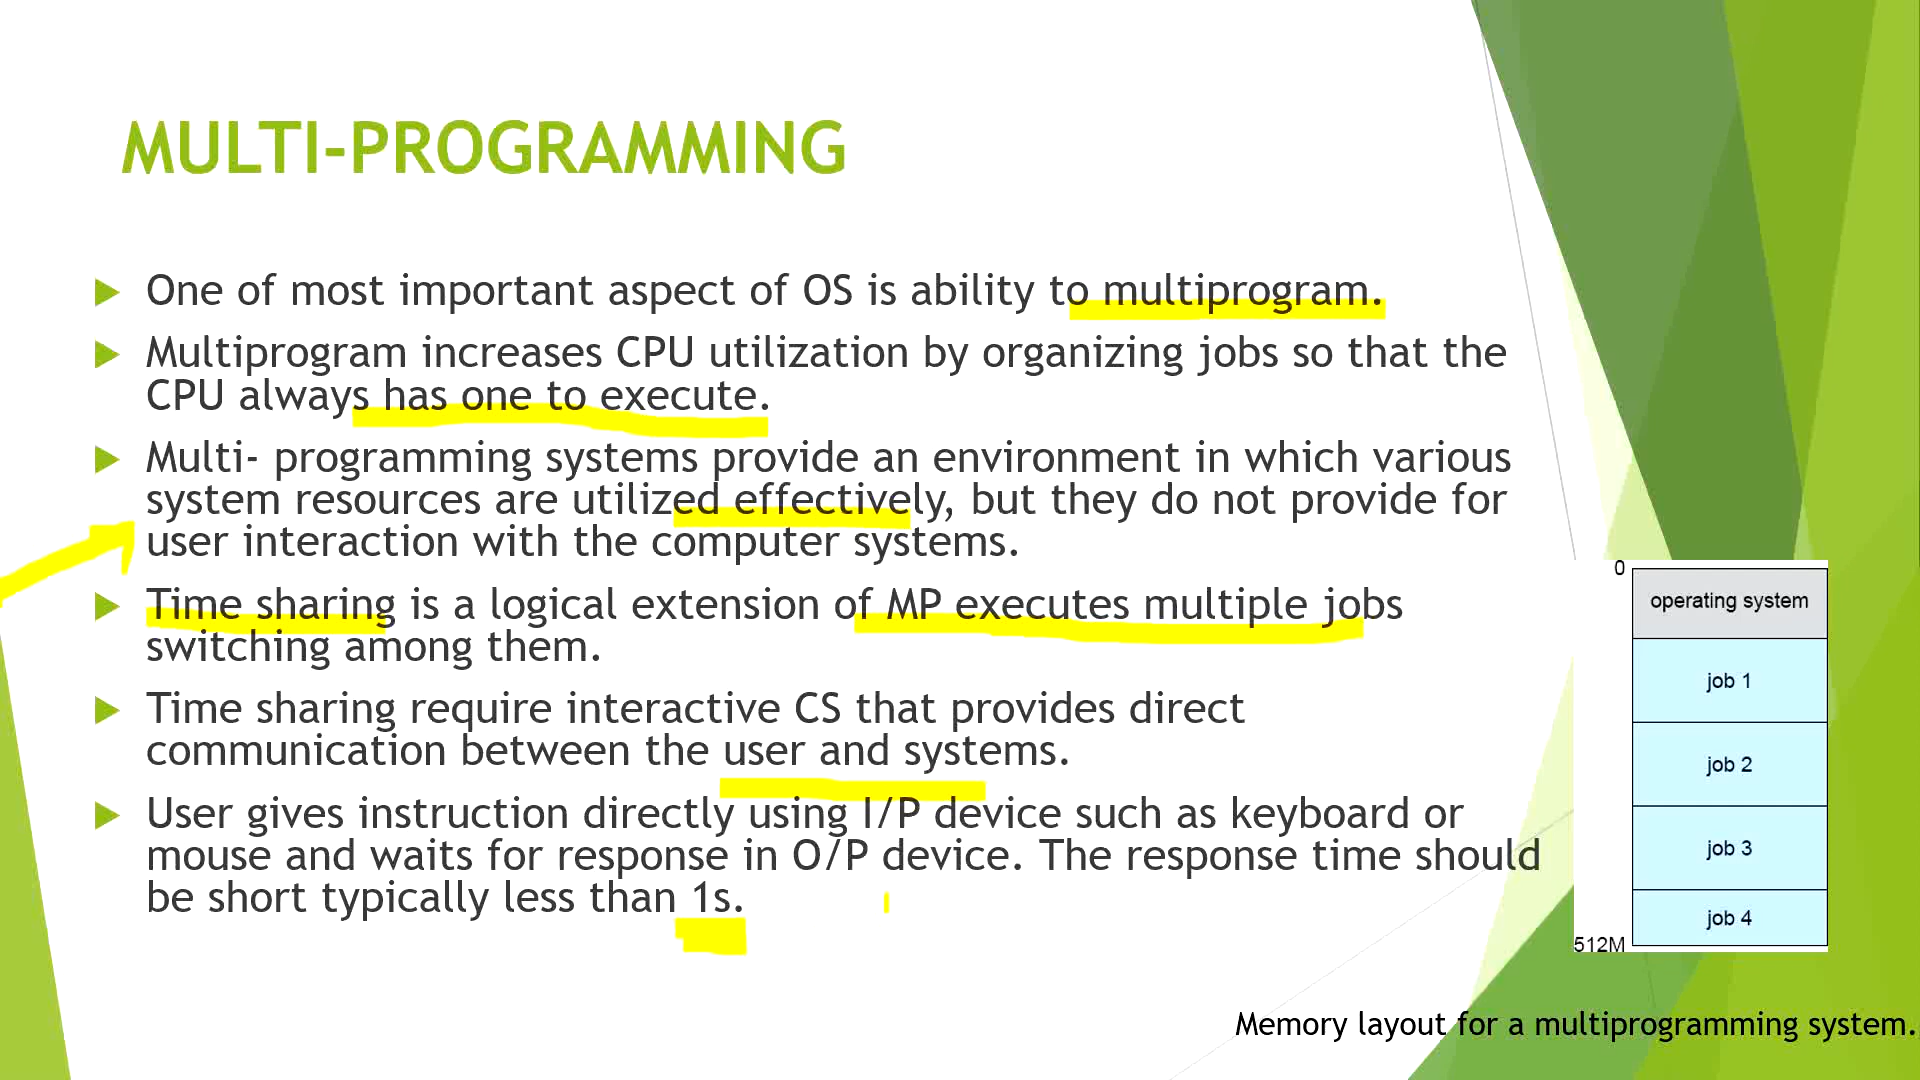 MULTI-PROGRAMMING
One of most important aspect of OS is ability to multiprogram.
Multiprogram increases CPU utilization by organizing jobs so that the
CPU always has one to execute.
Multi- programming systems provide an environment in which various
system resources are utilized effectively, but they do not provide for
user interaction with the computer systems.
Time sharing is a logical extension of MP executes multiple jobs
switching among them.
Time sharing require interactive CS that provides direct
communication between the user and systems.
User gives instruction directly using I/P device such as keyboard or
mouse and waits for response in O/P device. The response time should
be short typically less than 1s.
0
operating system
job 1
job 2
job 3
job 4
512M
Memory layout for a multiprogramming system.